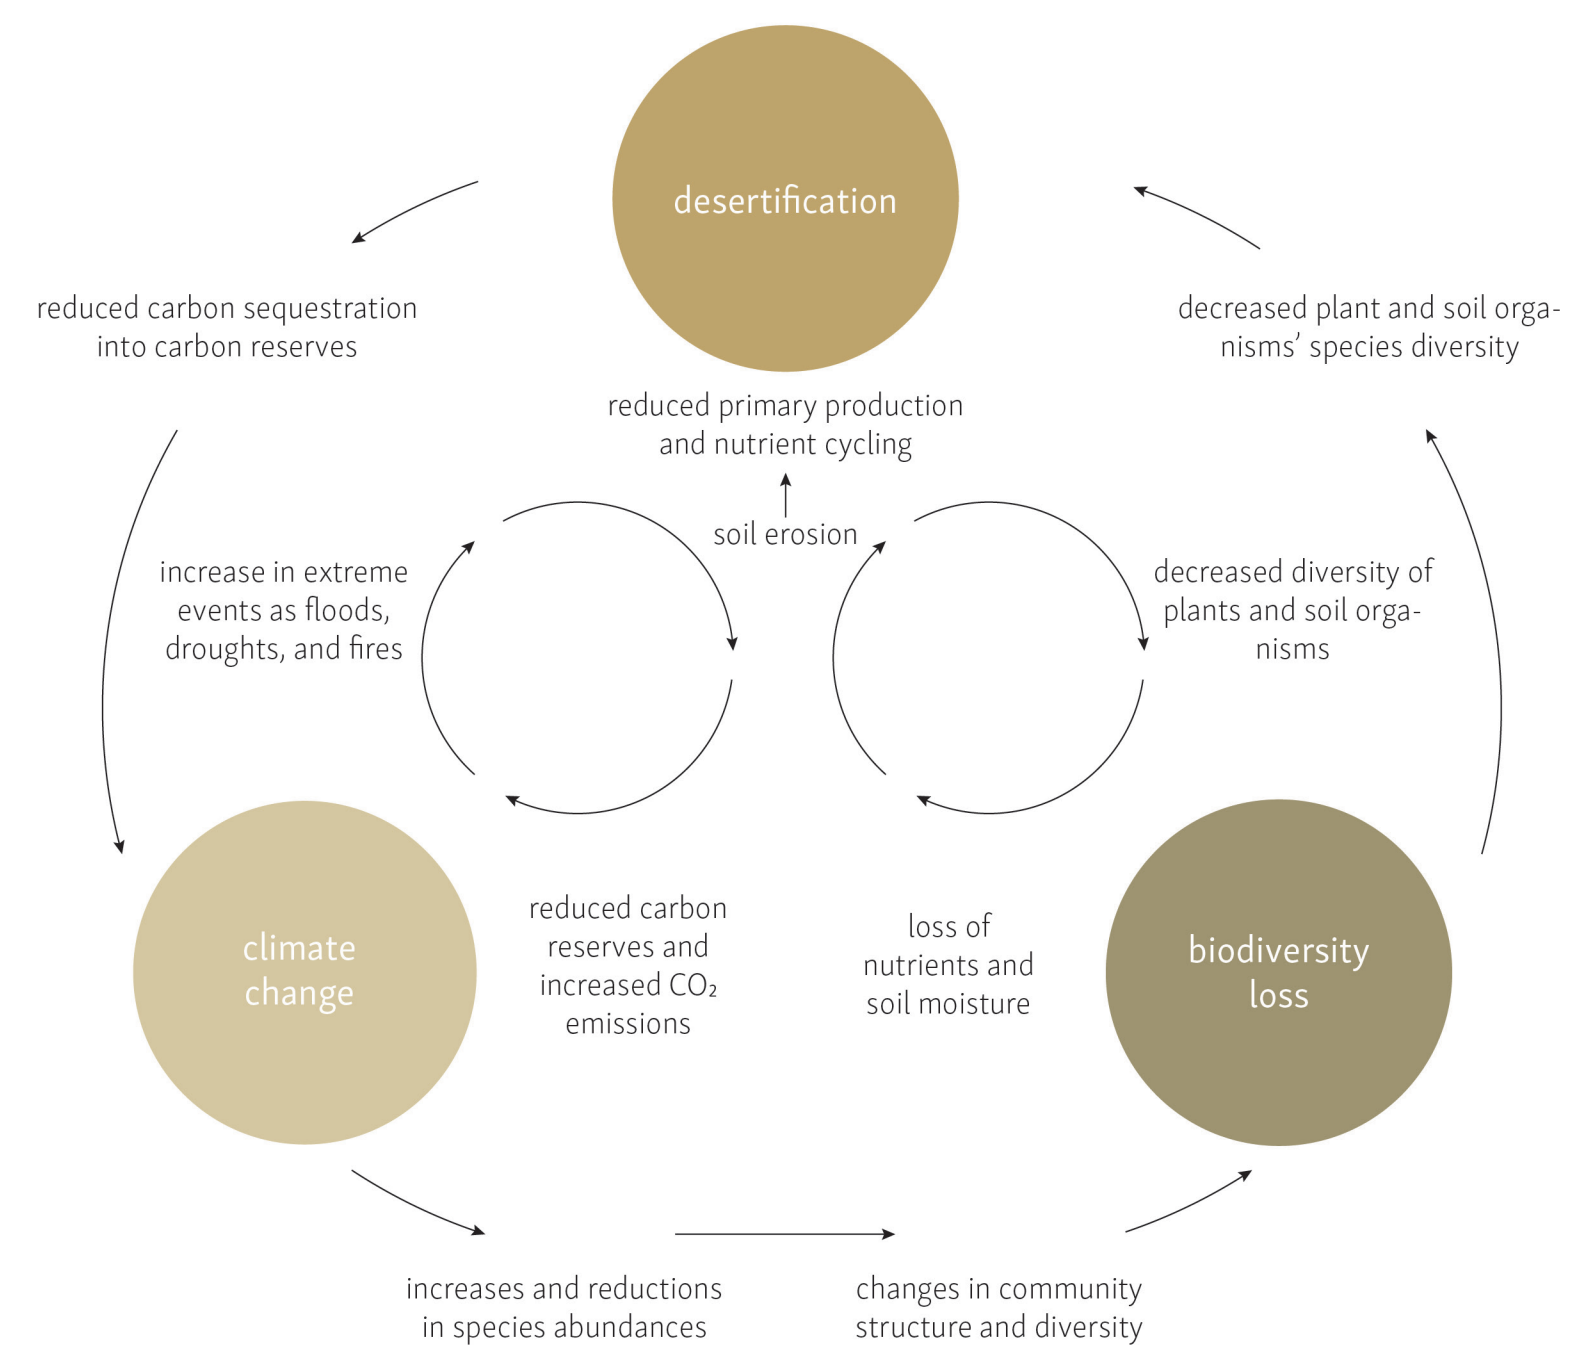 desertification
reduced carbon sequestration
into carbon reserves
decreased plant and soil orga-
nisms’ species diversity
reduced primary production
and nutrient cycling
soil erosion
increase in extreme
events as floods,
droughts, and fires
decreased diversity of
plants and soil orga-
nisms
climate
change
reduced carbon
reserves and
increased CO₂
emissions
loss of
nutrients and
soil moisture
biodiversity
loss
increases and reductions
in species abundances
changes in community
structure and diversity